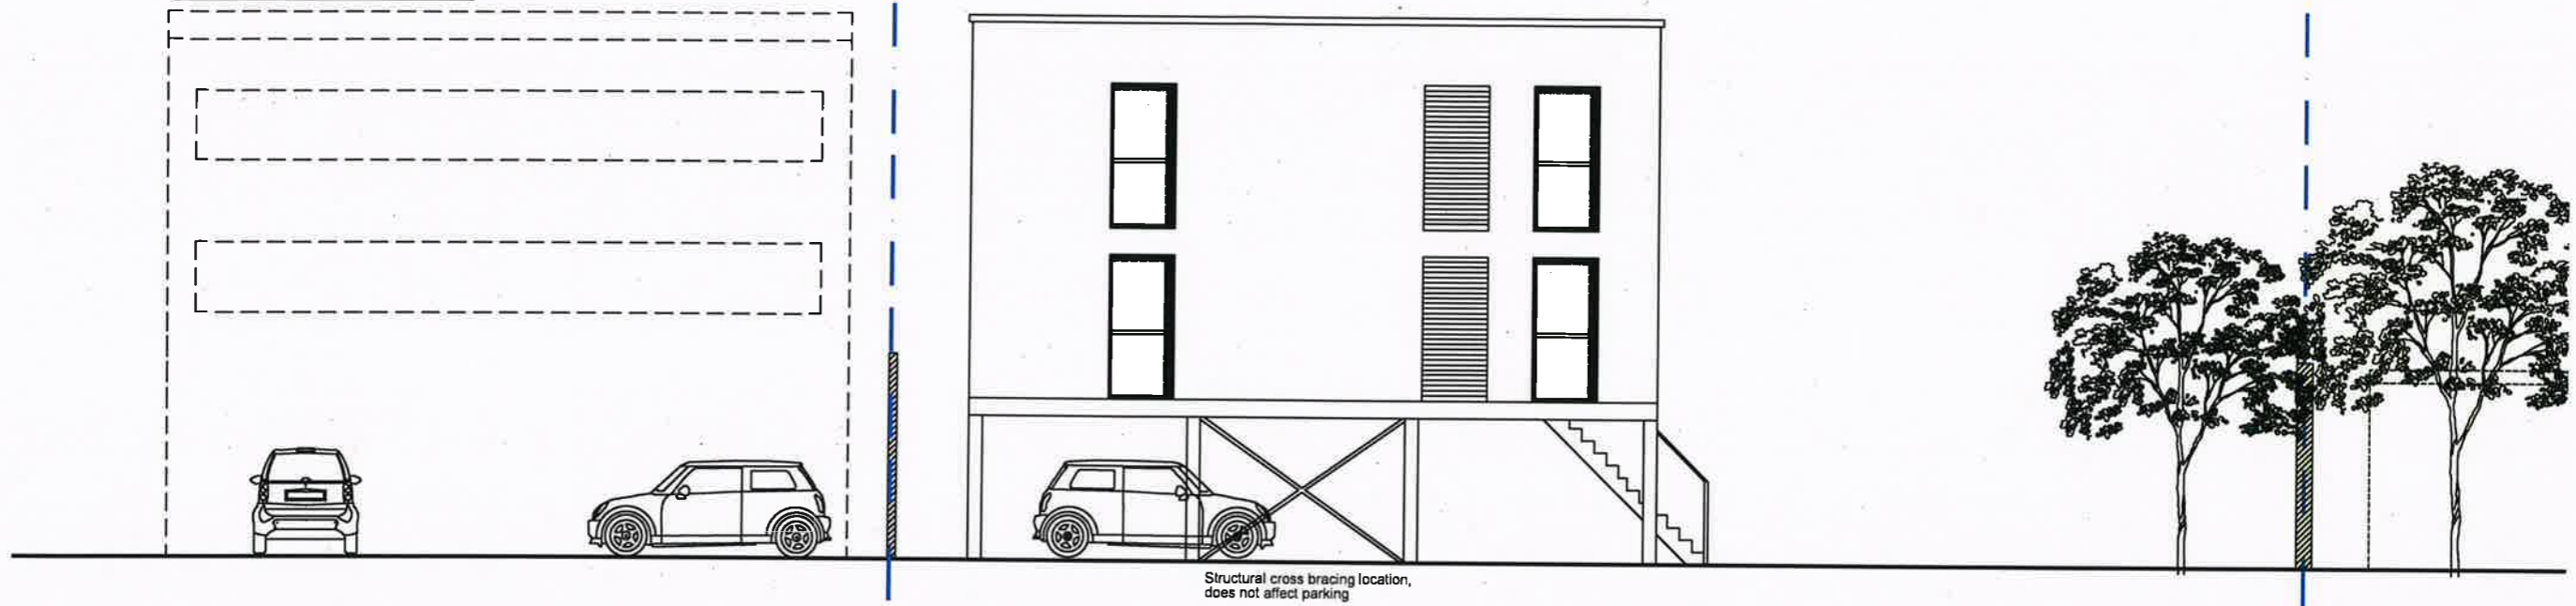 Structural cross bracing location,
does not affect parking